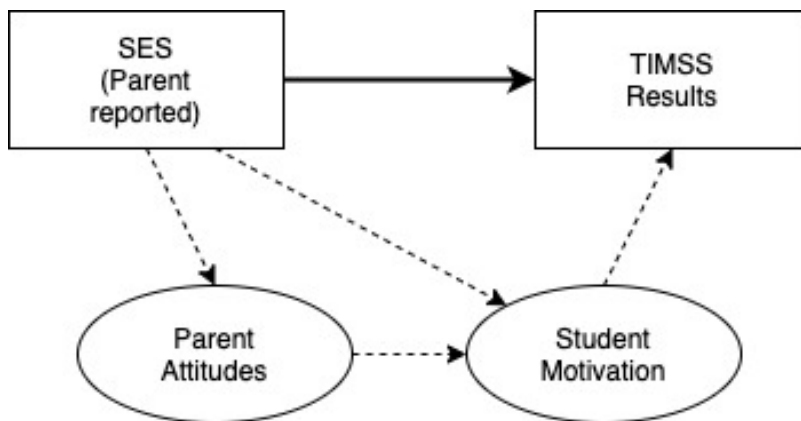 SES
(Parent
reported)
TIMSS
Results
Parent
Attitudes
Student
Motivation